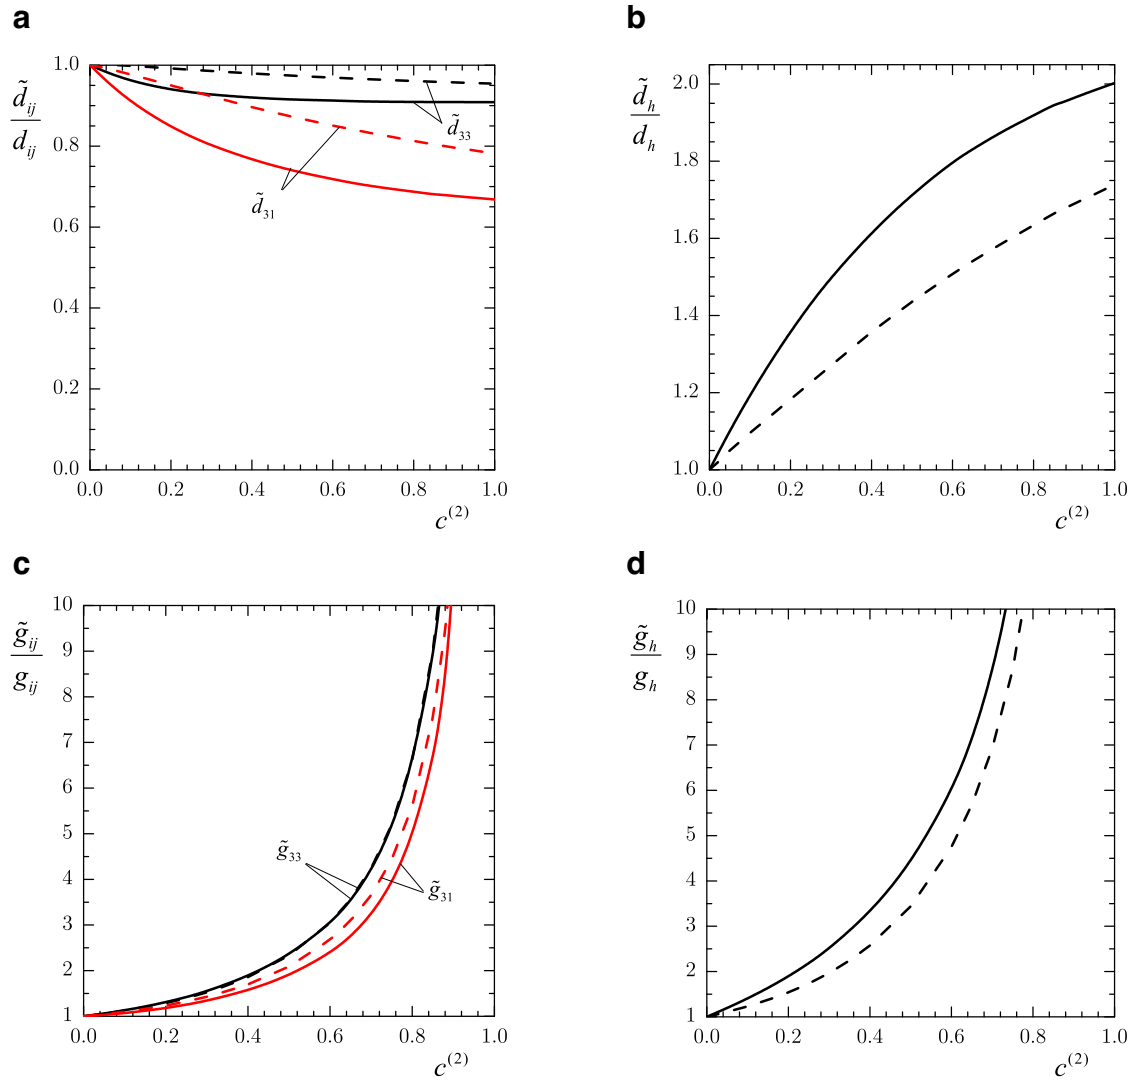 a
d̃ij
dij
1.0
0.8
0.6
0.4
0.2
0.0
d̃33
d̃31
0.0 0.2 0.4 0.6 0.8 1.0
c(2)
b
d̃h
dh
2.0
1.8
1.6
1.4
1.2
1.0
0.0 0.2 0.4 0.6 0.8 1.0
c(2)
c
g̃ij
gij
10
9
8
7
6
5
4
3
2
1
g̃33
g̃31
0.0 0.2 0.4 0.6 0.8 1.0
c(2)
d
g̃h
gh
10
9
8
7
6
5
4
3
2
1
0.0 0.2 0.4 0.6 0.8 1.0
c(2)